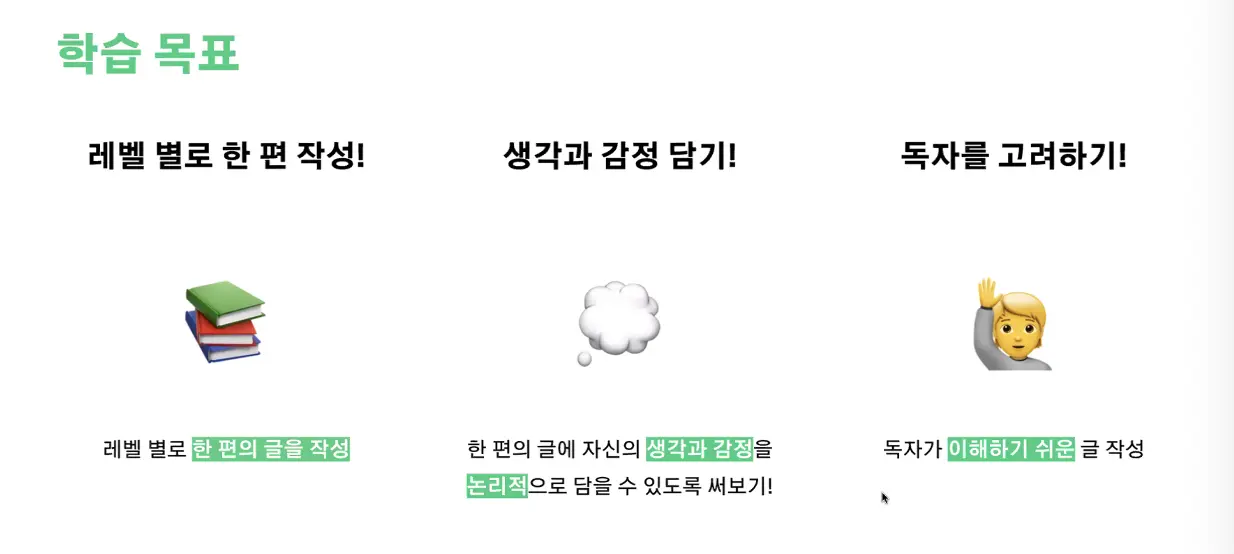 학습 목표
레벨 별로 한 편 작성!
생각과 감정 담기!
독자를 고려하기!
레벨 별로 한 편의 글을 작성
한 편의 글에 자신의 생각과 감정을
논리적으로 담을 수 있도록 써보기!
독자가 이해하기 쉬운 글 작성